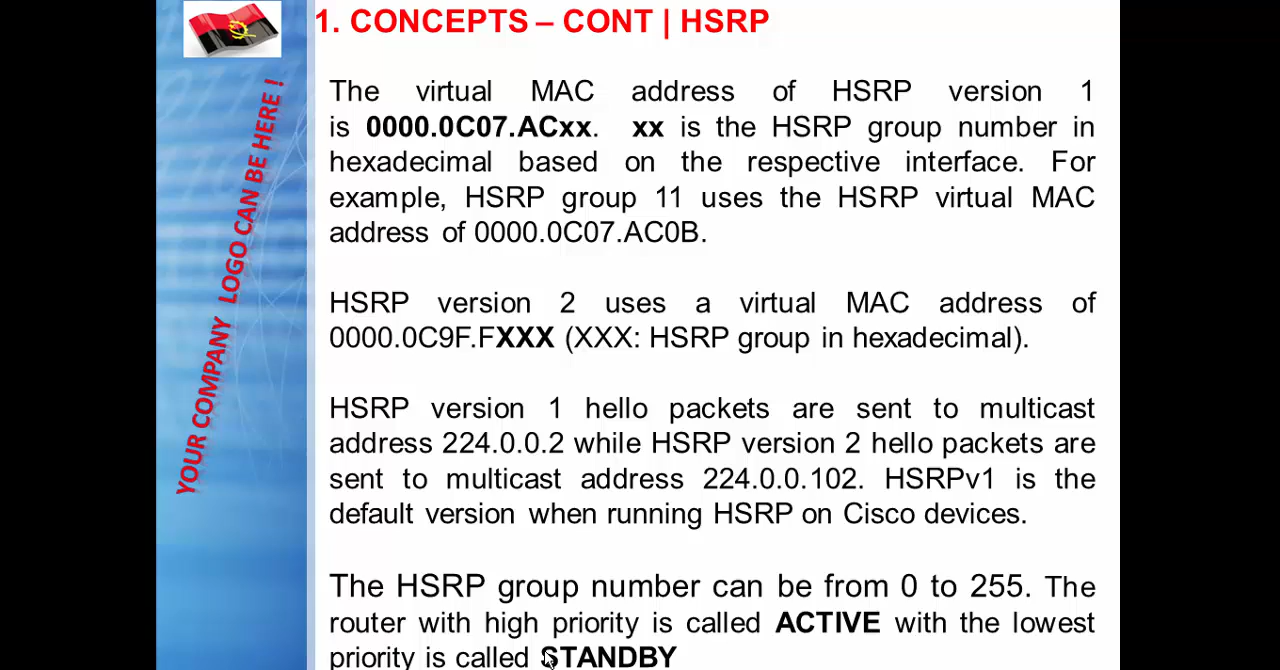 1. CONCEPTS – CONT | HSRP
YOUR COMPANY LOGO CAN BE HERE !
The virtual MAC address of HSRP version 1
is 0000.0C07.ACxx. xx is the HSRP group number in
hexadecimal based on the respective interface. For
example, HSRP group 11 uses the HSRP virtual MAC
address of 0000.0C07.AC0B.
HSRP version 2 uses a virtual MAC address of
0000.0C9F.FXXX (XXX: HSRP group in hexadecimal).
HSRP version 1 hello packets are sent to multicast
address 224.0.0.2 while HSRP version 2 hello packets are
sent to multicast address 224.0.0.102. HSRPv1 is the
default version when running HSRP on Cisco devices.
The HSRP group number can be from 0 to 255. The
router with high priority is called ACTIVE with the lowest
priority is called STANDBY